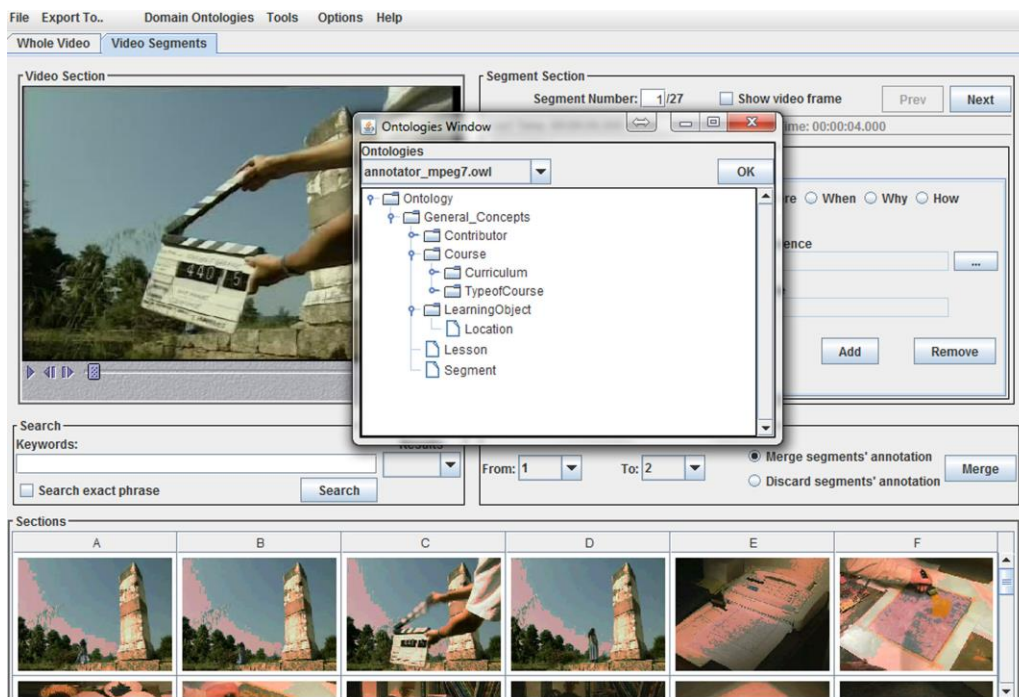 File Export To.. Domain Ontologies Tools Options Help
Whole Video Video Segments
Video Section
Segment Section
Segment Number: 1 /27 Show video frame Prev Next
ime: 00:00:04.000
Ontologies Window
Ontologies
annotator_mpeg7.owl OK
Ontology
General_Concepts
Contributor
Course
Curriculum
TypeofCourse
LearningObject
Location
Lesson
Segment
re When Why How
ence
...
Add Remove
440 5
Search
Keywords:
Results
Search exact phrase Search
From: 1 To: 2
Merge segments' annotation
Discard segments' annotation
Merge
Sections
A B C D E F